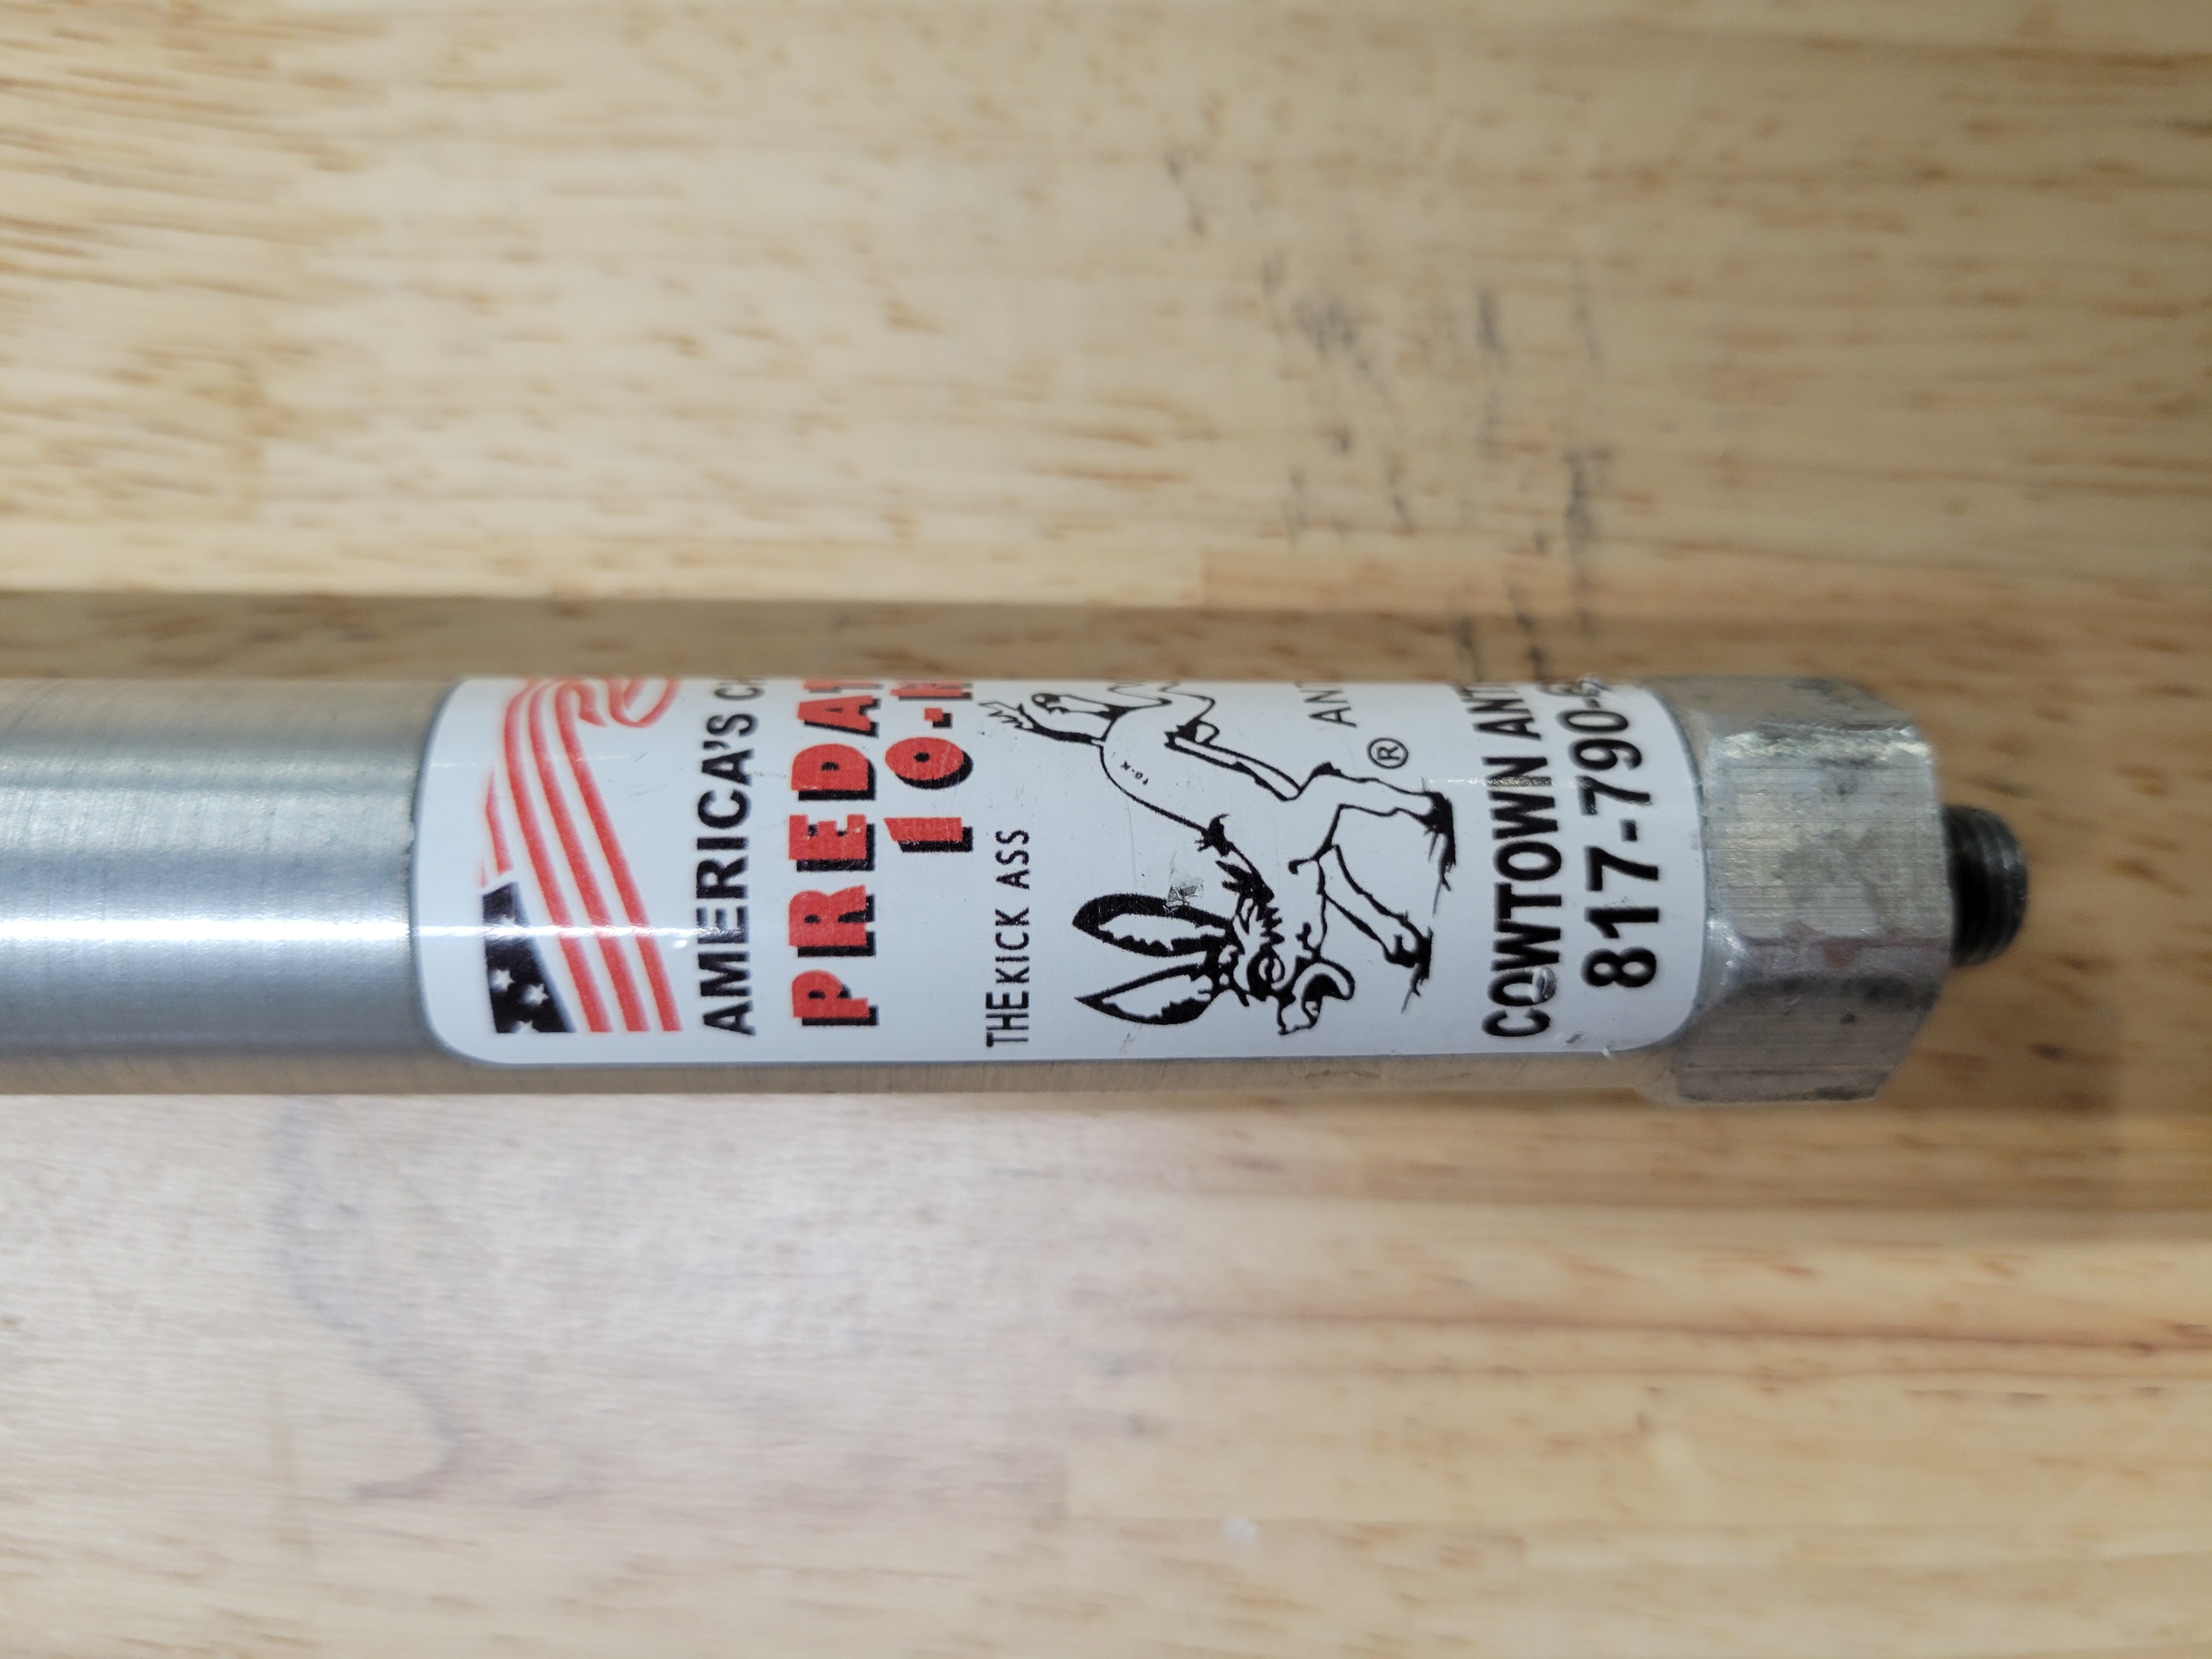 AMERICA'S
PREDAT
10-
THE KICK ASS
ANT
®
COWTOWN ANT
817-790-